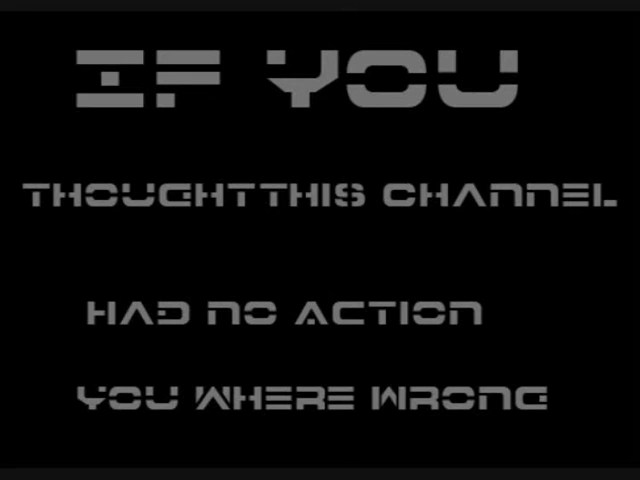 IF YOU
THOUGHTTHIS CHANNEL
HAD NO ACTION
YOU WHERE WRONG